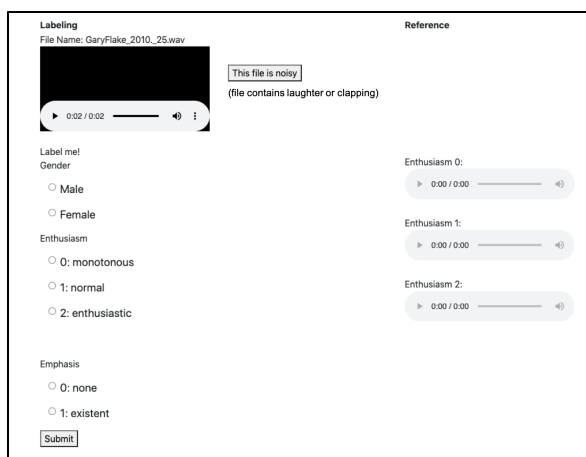 Labeling
File Name: GaryFlake_2010._25.wav
This file is noisy
(file contains laughter or clapping)
0:02 / 0:02
Label me!
Gender
Male
Female
Enthusiasm
0: monotonous
1: normal
2: enthusiastic
Emphasis
0: none
1: existent
Submit
Reference
Enthusiasm 0:
0:00 / 0:00
Enthusiasm 1:
0:00 / 0:00
Enthusiasm 2:
0:00 / 0:00